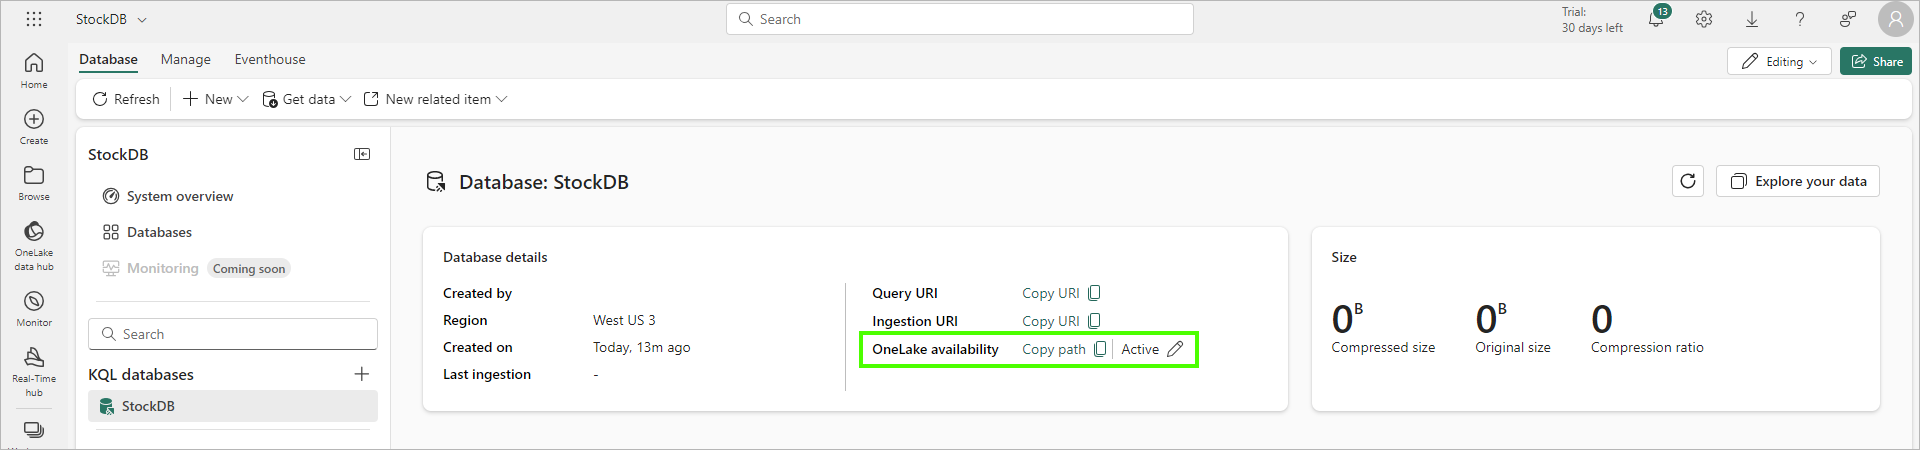 StockDB
Search
Trial:
30 days left
13
Database Manage Eventhouse
Editing
Share
Refresh New Get data New related item
Home
Create
Browse
OneLake
data hub
Monitor
Real-Time
hub
StockDB
System overview
Databases
Monitoring Coming soon
Search
KQL databases
StockDB
Database: StockDB
Explore your data
Database details
Created by
Region West US 3
Created on Today, 13m ago
Last ingestion -
Query URI Copy URI
Ingestion URI Copy URI
OneLake availability Copy path Active
Size
0 B
Compressed size
0 B
Original size
0
Compression ratio